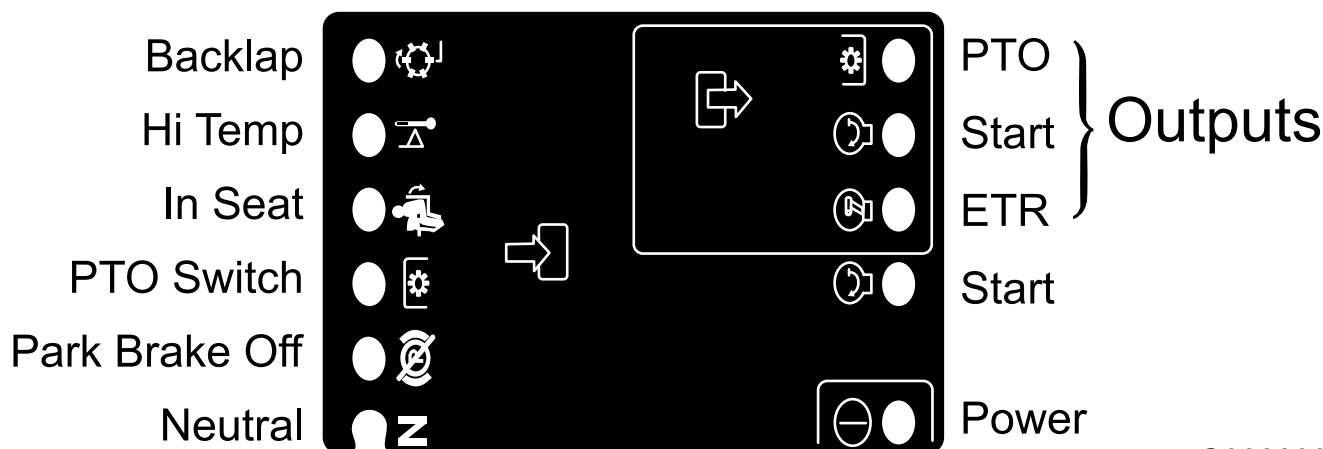 Backlap
Hi Temp
In Seat
PTO Switch
Park Brake Off
Neutral
N
PTO
Start
ETR
Outputs
Start
Power